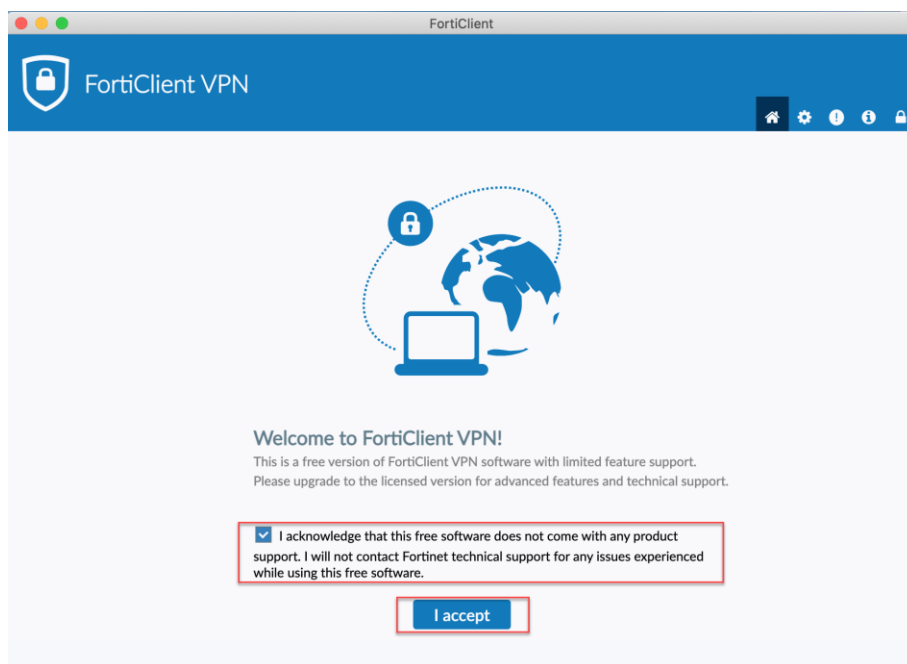 FortiClient
FortiClient VPN
Welcome to FortiClient VPN!
This is a free version of FortiClient VPN software with limited feature support.
Please upgrade to the licensed version for advanced features and technical support.
I acknowledge that this free software does not come with any product
support. I will not contact Fortinet technical support for any issues experienced
while using this free software.
I accept